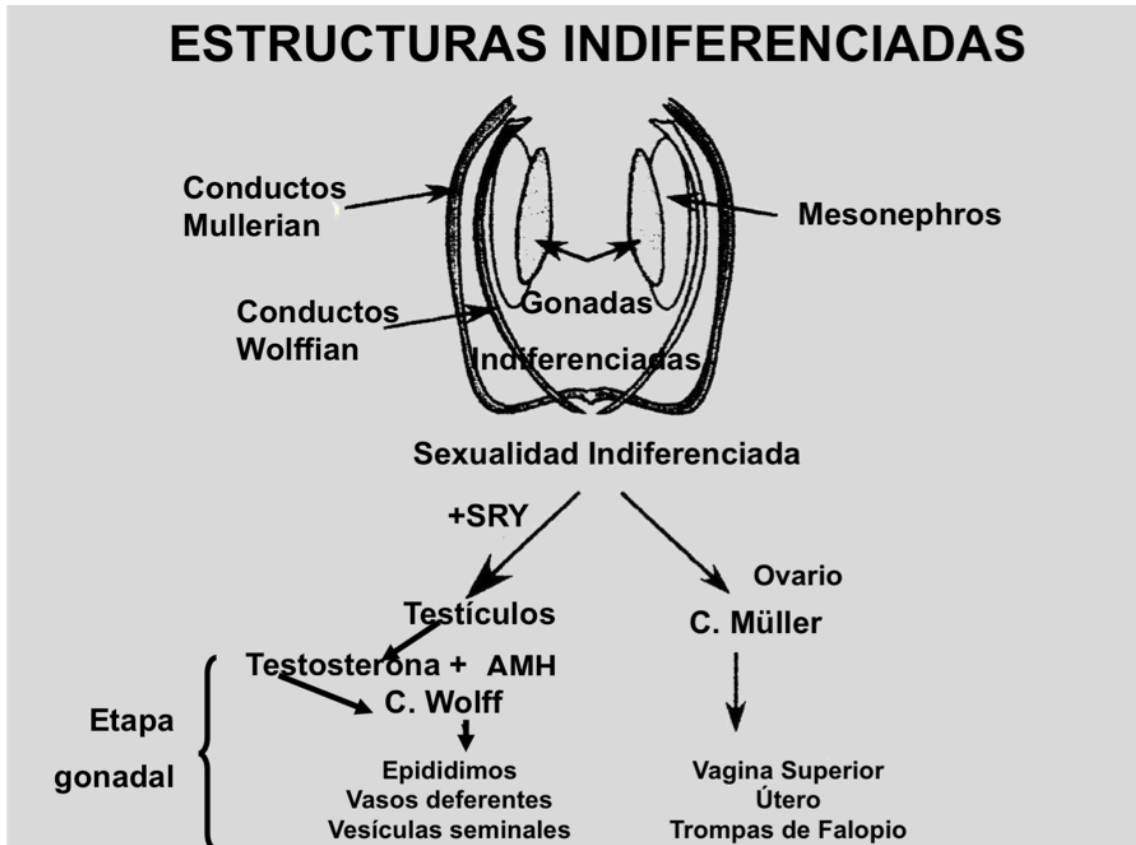 ESTRUCTURAS INDIFERENCIADAS
Conductos
Mullerian
Mesonephros
Conductos
Wolffian
Gonadas
Indiferenciadas
Sexualidad Indiferenciada
+SRY
Ovario
Testículos
C. Müller
Testosterona + AMH
C. Wolff
Etapa
gonadal
Epididimos
Vasos deferentes
Vesículas seminales
Vagina Superior
Útero
Trompas de Falopio